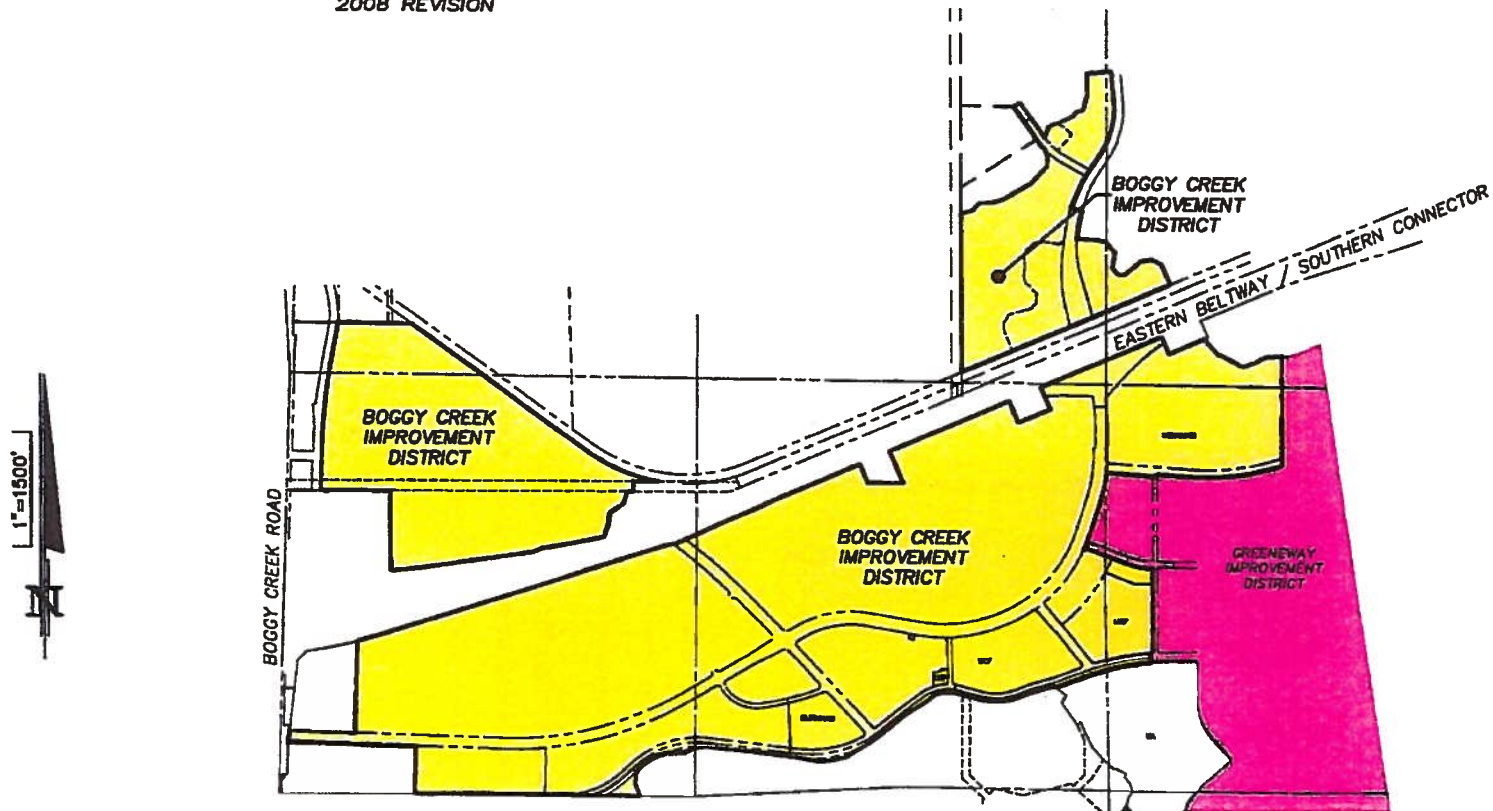 2008 REVISION
BOGGY CREEK
IMPROVEMENT
DISTRICT
EASTERN BELTWAY / SOUTHERN CONNECTOR
BOGGY CREEK
IMPROVEMENT
DISTRICT
BOGGY CREEK
IMPROVEMENT
DISTRICT
GREENEWAY
IMPROVEMENT
DISTRICT
BOGGY CREEK ROAD
1"=1500'
N